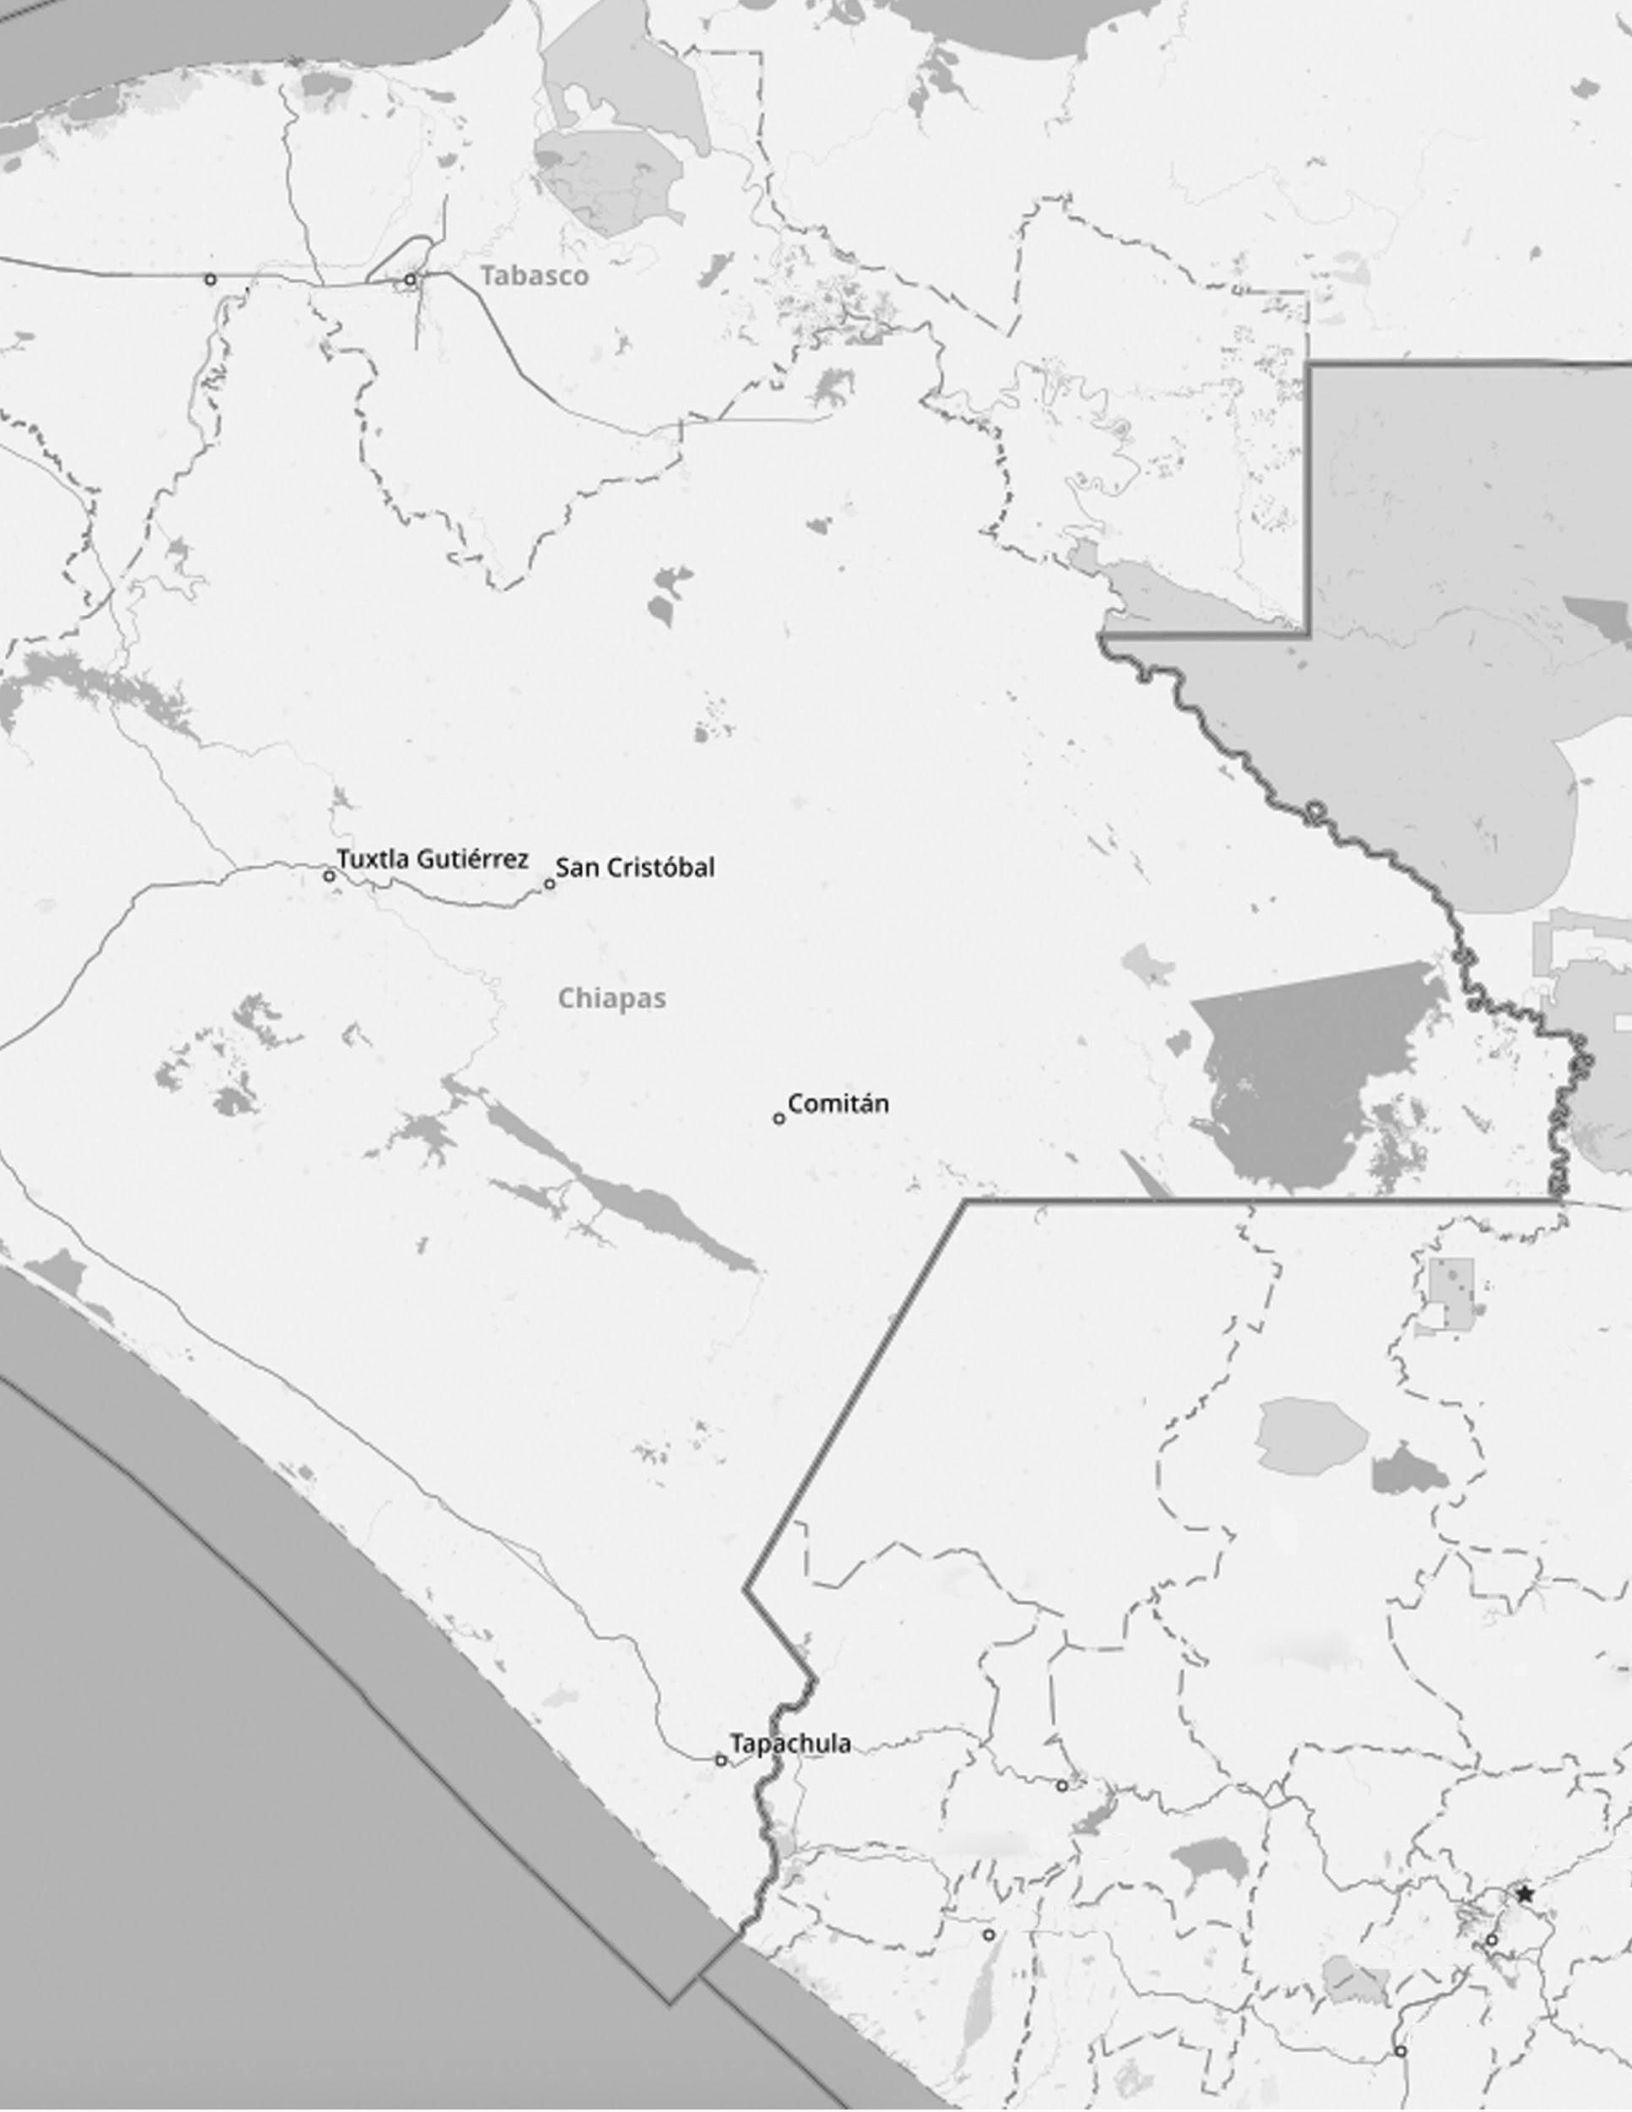 Tabasco
Tuxtla Gutiérrez
San Cristóbal
Chiapas
Comitán
Tapachula